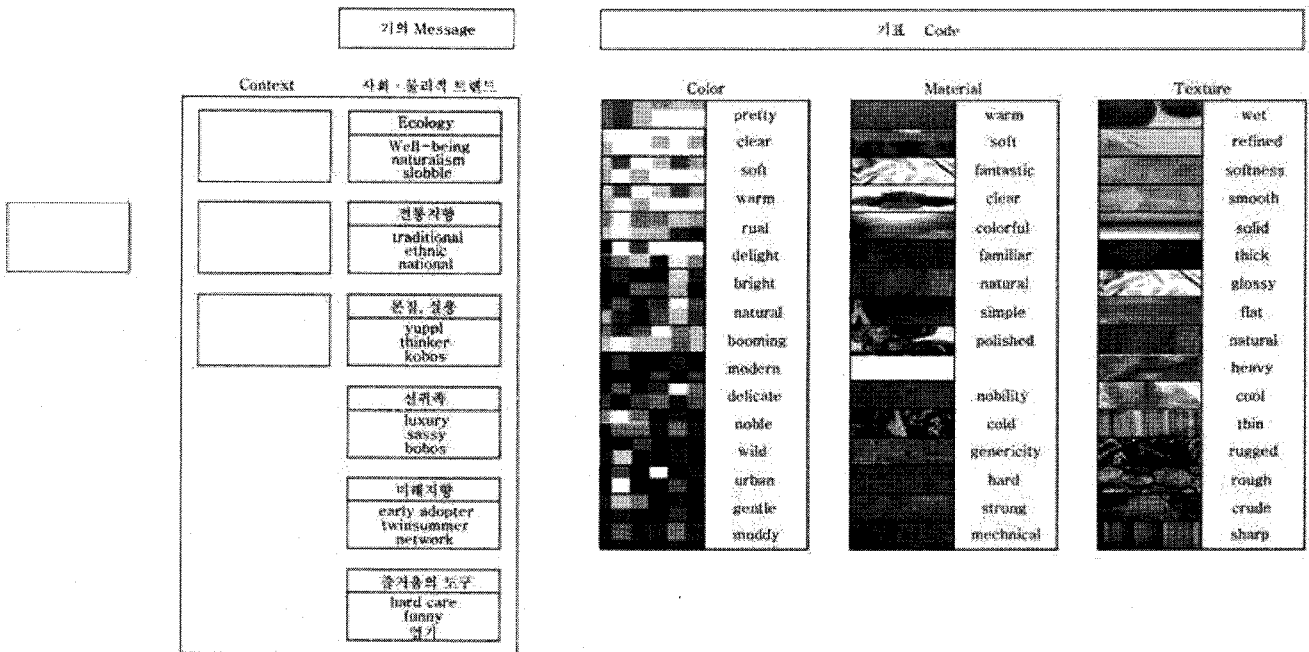 기의 Message
기표 Code
Context
사회 · 물리적 트렌드
Ecology
Well-being
naturalism
slobble
전통지향
traditional
ethnic
national
본질, 실용
yuppl
thinker
kobos
신귀족
luxury
sassy
bobos
미래지향
early adopter
twinsummer
network
즐거움의 도구
hard care
funny
엽기
Color
pretty
clear
soft
warm
rual
delight
bright
natural
booming
modern
delicate
noble
wild
urban
gentle
muddy
Material
warm
soft
fantastic
clear
colorful
familiar
natural
simple
polished
nobility
cold
genericity
hard
strong
mechnical
Texture
wet
refined
softness
smooth
solid
thick
glossy
flat
natural
heavy
cool
thin
rugged
rough
crude
sharp